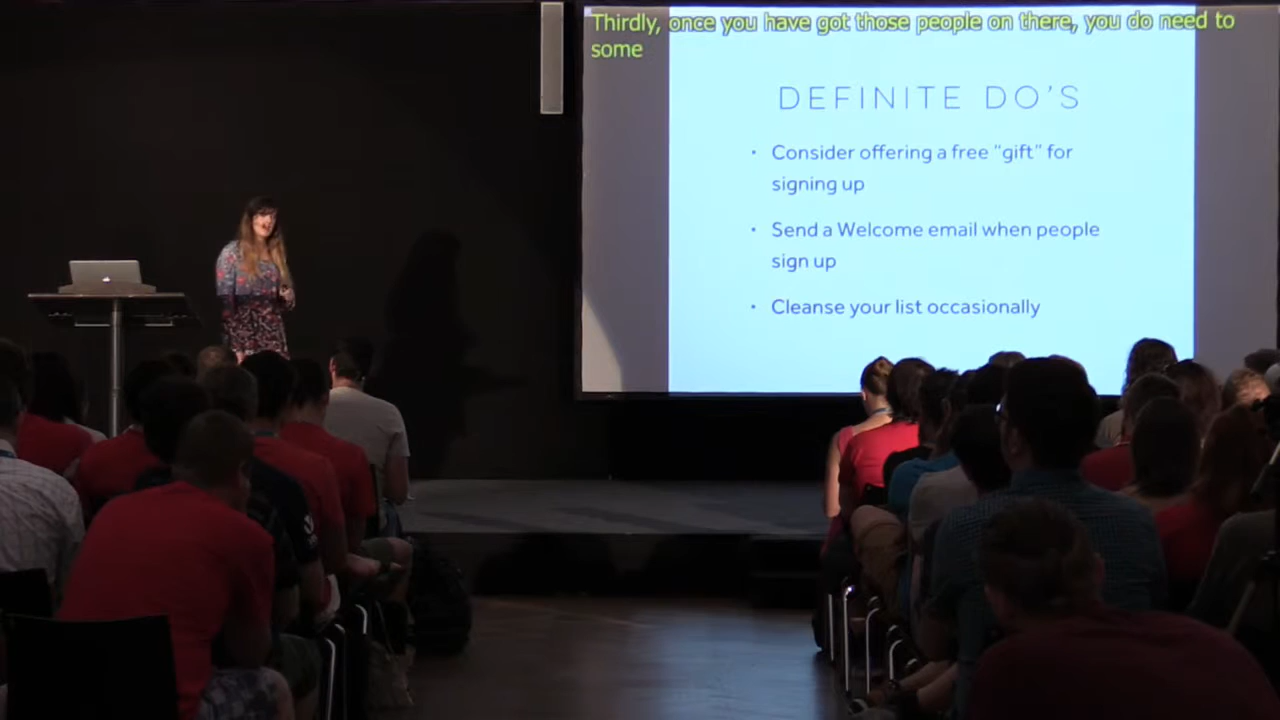 Thirdly, once you have got those people on there, you do need to
some
DEFINITE DO'S
• Consider offering a free "gift" for
signing up
• Send a Welcome email when people
sign up
• Cleanse your list occasionally